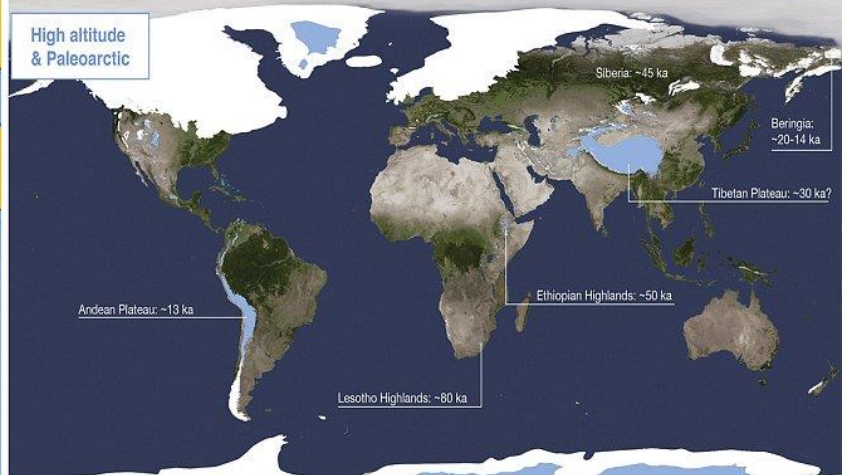 High altitude
& Paleoarctic
Siberia: ~45 ka
Beringia:
~20-14 ka
Tibetan Plateau: ~30 ka?
Ethiopian Highlands: ~50 ka
Andean Plateau: ~13 ka
Lesotho Highlands: ~80 ka